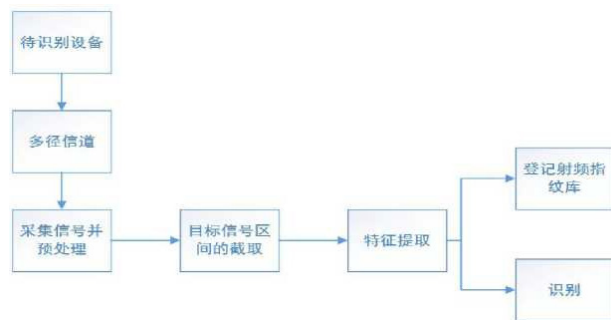 待识别设备
多径信道
采集信号并
预处理
目标信号区
间的截取
特征提取
登记射频指
纹库
识别